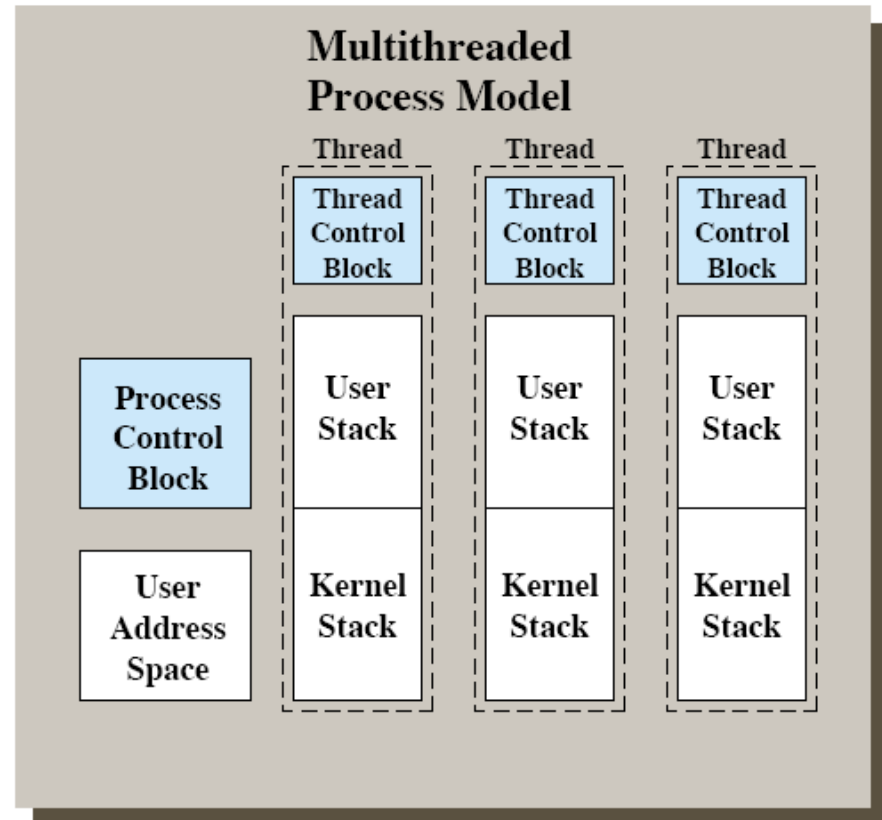 Multithreaded
Process Model
Thread
Thread
Control
Block
User
Stack
Kernel
Stack
Thread
Thread
Control
Block
User
Stack
Kernel
Stack
Thread
Thread
Control
Block
User
Stack
Kernel
Stack
Process
Control
Block
User
Address
Space